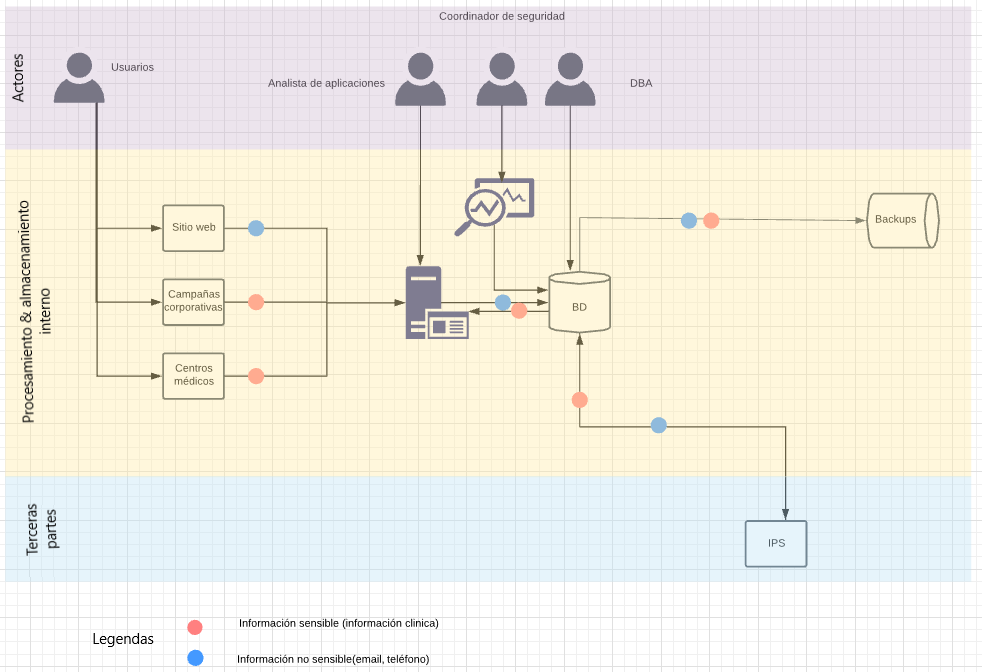 Coordinador de seguridad
Actores
Usuarios
Analista de aplicaciones
DBA
Procesamiento & almacenamiento
interno
Sitio web
Campañas
corporativas
Centros
médicos
BD
Backups
Terceras
partes
IPS
Legendas
Información sensible (información clinica)
Información no sensible(email, teléfono)